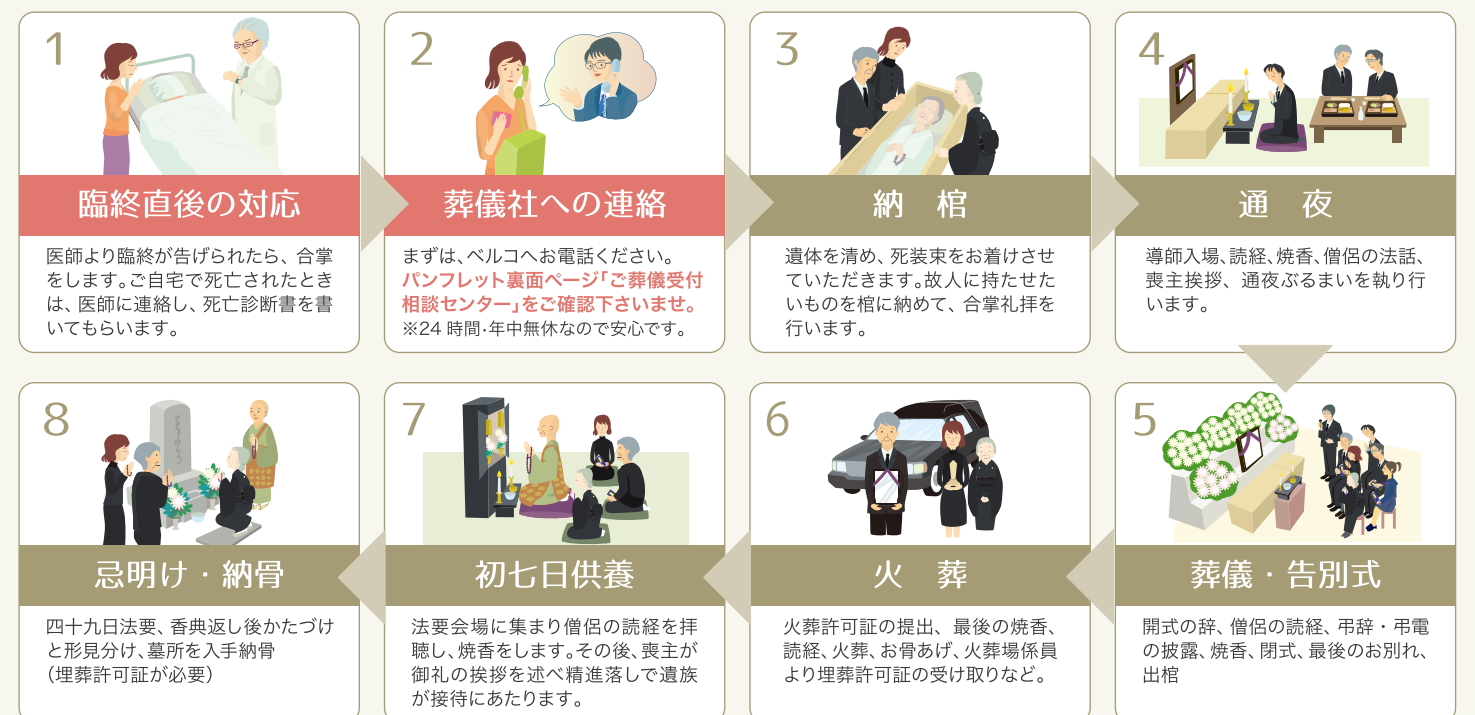 1
臨終直後の対応
医師より臨終が告げられたら、合掌
をします。ご自宅で死亡されたとき
は、医師に連絡し、死亡診断書を書
いてもらいます。
2
葬儀社への連絡
まずは、ベルコへお電話ください。
パンフレット裏面ページ「ご葬儀受付
相談センター」をご確認下さいませ。
※24 時間・年中無休なので安心です。
3
納　棺
遺体を清め、死装束をお着けさせ
ていただきます。故人に持たせた
いものを棺に納めて、合掌礼拝を
行います。
4
通　夜
導師入場、読経、焼香、僧侶の法話、
喪主挨拶、通夜ぶるまいを執り行
います。
5
葬儀・告別式
開式の辞、僧侶の読経、弔辞・弔電
の披露、焼香、閉式、最後のお別れ、
出棺
6
火　葬
火葬許可証の提出、最後の焼香、
読経、火葬、お骨あげ、火葬場係員
より埋葬許可証の受け取りなど。
7
初七日供養
法要会場に集まり僧侶の読経を拝
聴し、焼香をします。その後、喪主が
御礼の挨拶を述べ精進落しで遺族
が接待にあたります。
8
忌明け・納骨
四十九日法要、香典返し後かたづけ
と形見分け、墓所を入手納骨
（埋葬許可証が必要）